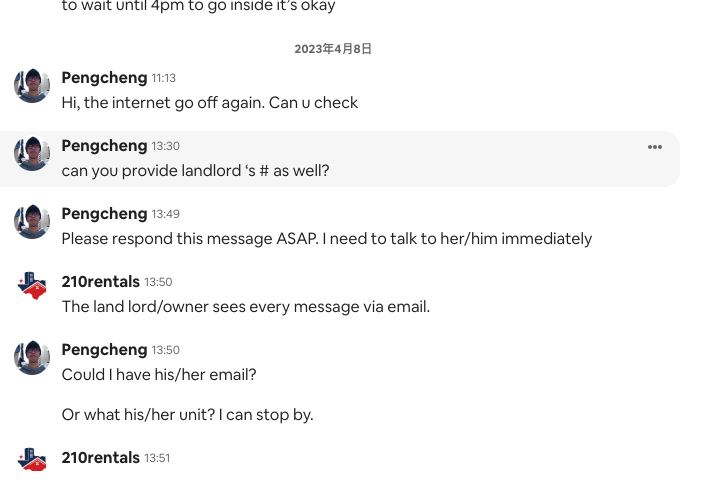 to wait until 4pm to go inside it's okay
2023年4月8日
Pengcheng 11:13
Hi, the internet go off again. Can u check
Pengcheng 13:30
can you provide landlord ‘s # as well?
Pengcheng 13:49
Please respond this message ASAP. I need to talk to her/him immediately
210rentals 13:50
The land lord/owner sees every message via email.
Pengcheng 13:50
Could I have his/her email?
Or what his/her unit? I can stop by.
210rentals 13:51